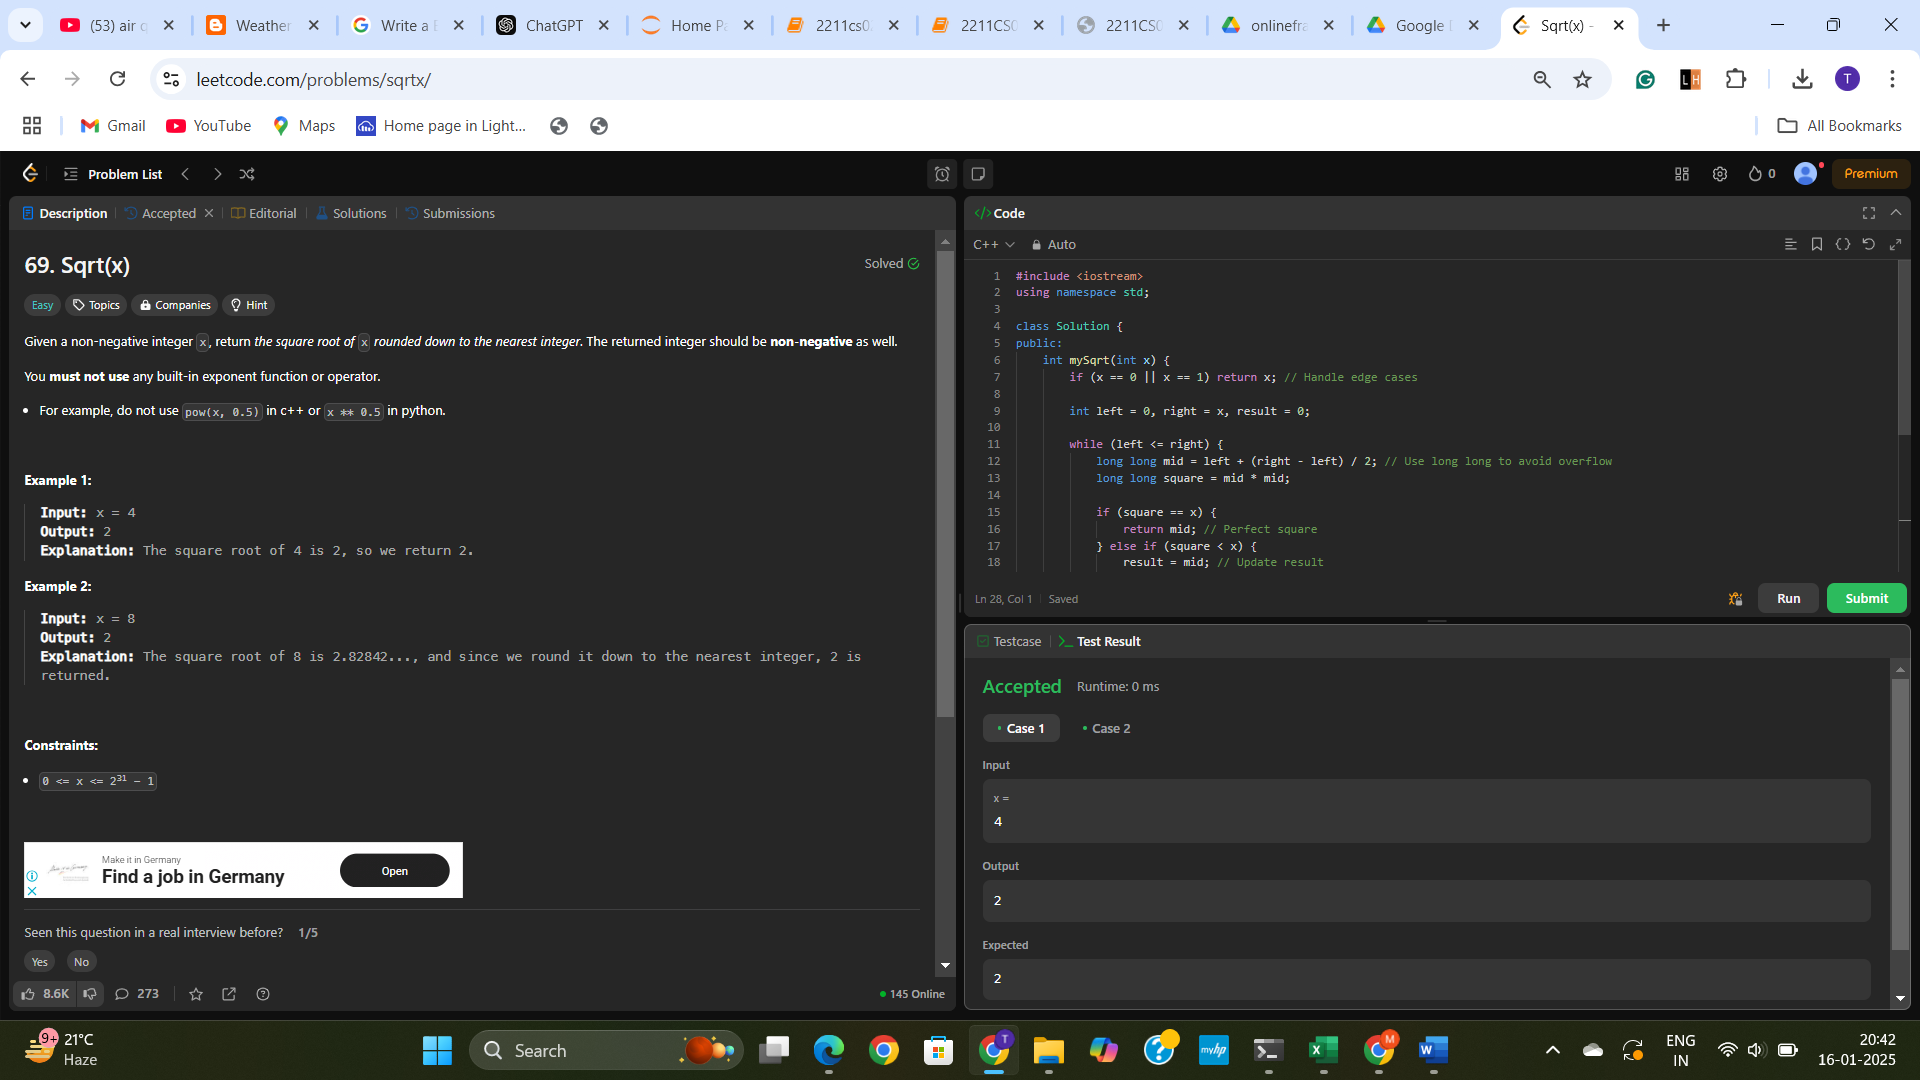 (53) air q
Weather
Write a B
ChatGPT
Home Pa
2211cs0
2211CS0
2211CS0
onlinefra
Google D
Sqrt(x) -
leetcode.com/problems/sqrtx/
T
Gmail
YouTube
Maps
Home page in Light...
All Bookmarks
Problem List
0
Premium
Description
Accepted
Editorial
Solutions
Submissions
69. Sqrt(x)
Solved
Easy
Topics
Companies
Hint
Given a non-negative integer x, return the square root of x rounded down to the nearest integer. The returned integer should be non-negative as well.
You must not use any built-in exponent function or operator.
• For example, do not use pow(x, 0.5) in c++ or x ** 0.5 in python.
Example 1:
Input: x = 4
Output: 2
Explanation: The square root of 4 is 2, so we return 2.
Example 2:
Input: x = 8
Output: 2
Explanation: The square root of 8 is 2.82842..., and since we round it down to the nearest integer, 2 is
returned.
Constraints:
• 0 <= x <= 2³¹ - 1
Make it in Germany
Find a job in Germany
Open
Seen this question in a real interview before? 1/5
Yes
No
8.6K
273
145 Online
Code
C++
Auto
1 #include <iostream>
2 using namespace std;
3
4 class Solution {
5 public:
6 int mySqrt(int x) {
7 if (x == 0 || x == 1) return x; // Handle edge cases
8
9 int left = 0, right = x, result = 0;
10
11 while (left <= right) {
12 long long mid = left + (right - left) / 2; // Use long long to avoid overflow
13 long long square = mid * mid;
14
15 if (square == x) {
16 return mid; // Perfect square
17 } else if (square < x) {
18 result = mid; // Update result
Ln 28, Col 1
Saved
Run
Submit
Testcase
Test Result
Accepted
Runtime: 0 ms
Case 1
Case 2
Input
x =
4
Output
2
Expected
2
9+
21°C
Haze
Search
T
myhp
M
ENG
IN
20:42
16-01-2025